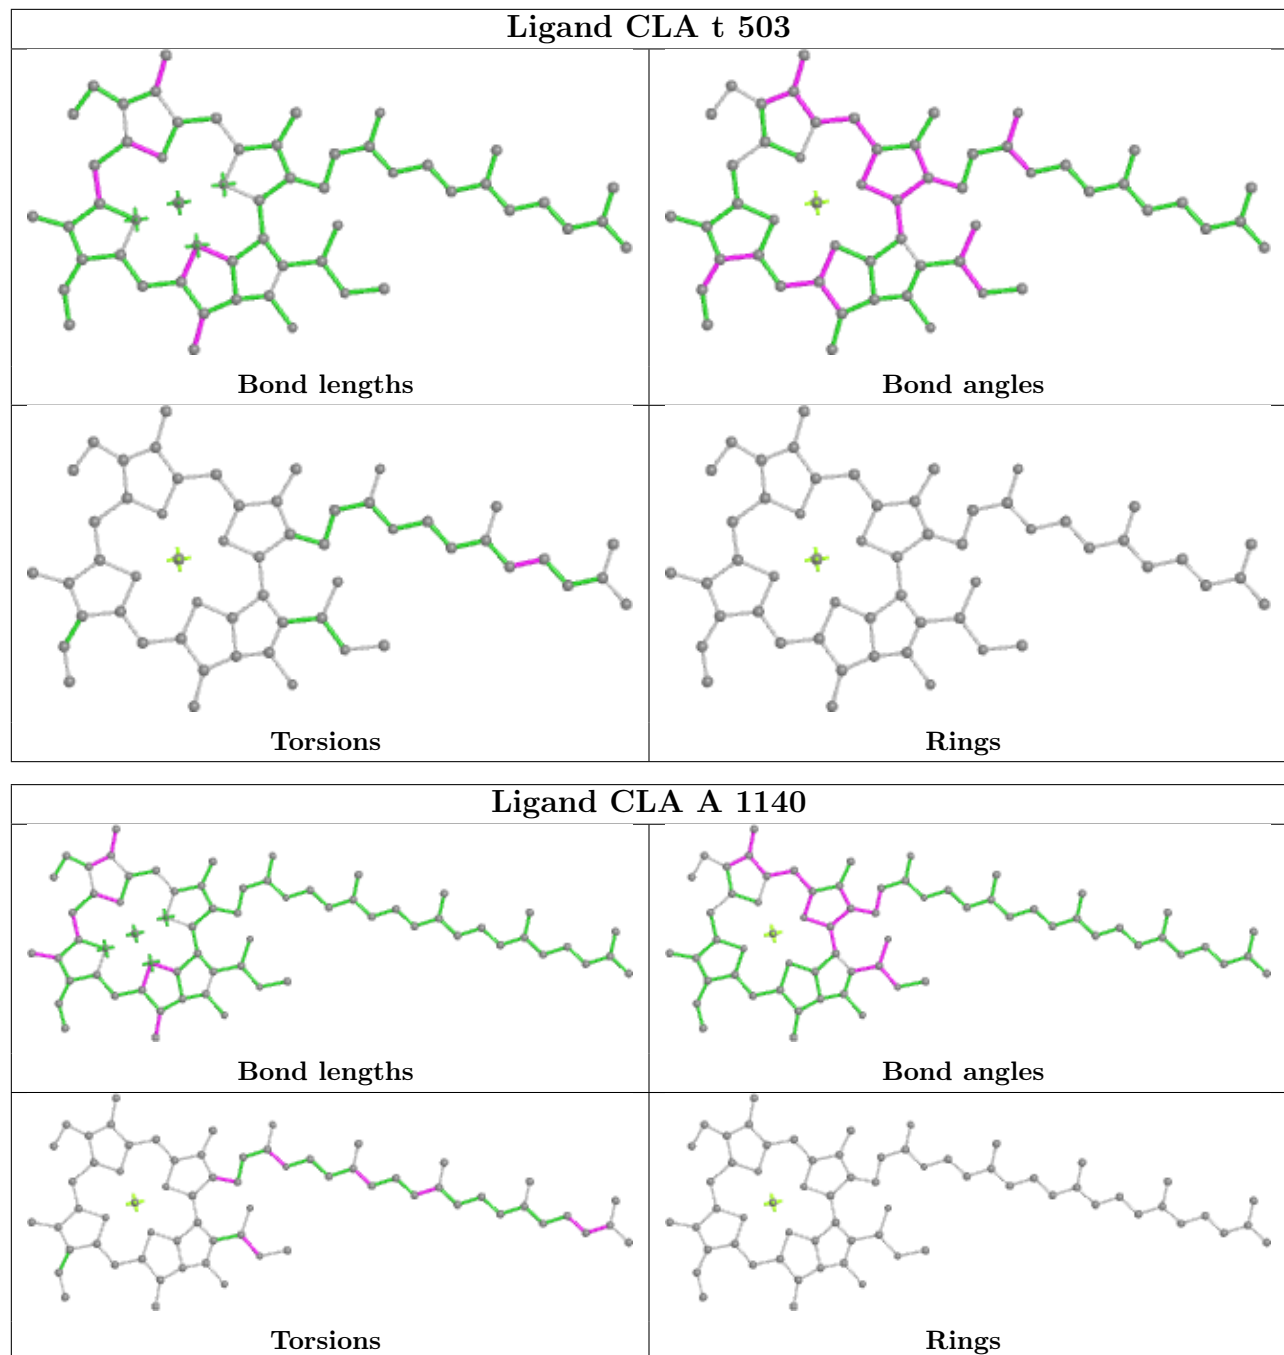 Ligand CLA t 503
Bond lengths
Bond angles
Torsions
Rings
Ligand CLA A 1140
Bond lengths
Bond angles
Torsions
Rings